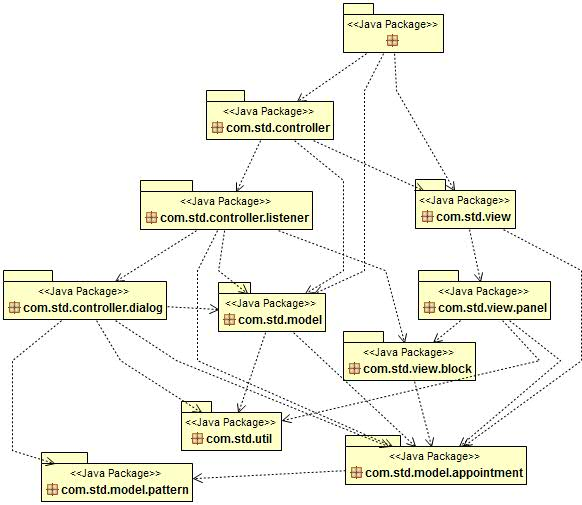 <<Java Package>>
<<Java Package>>
com.std.controller
<<Java Package>>
com.std.controller.listener
<<Java Package>>
com.std.view
<<Java Package>>
com.std.controller.dialog
<<Java Package>>
com.std.model
<<Java Package>>
com.std.view.panel
<<Java Package>>
com.std.view.block
<<Java Package>>
com.std.util
<<Java Package>>
com.std.model.appointment
<<Java Package>>
com.std.model.pattern